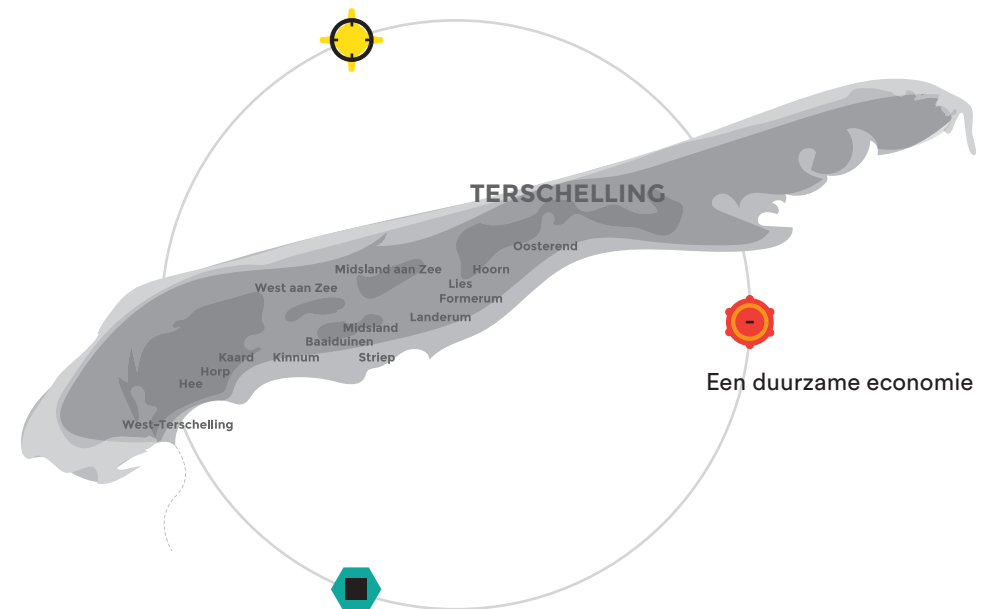 TERSCHELLING
Oosterend
Midsland aan Zee
Hoorn
Lies
West aan Zee
Formerum
Landerum
Midsland
Baaiduinen
Kaard
Kinnum
Striep
Horp
Hee
Een duurzame economie
West-Terschelling